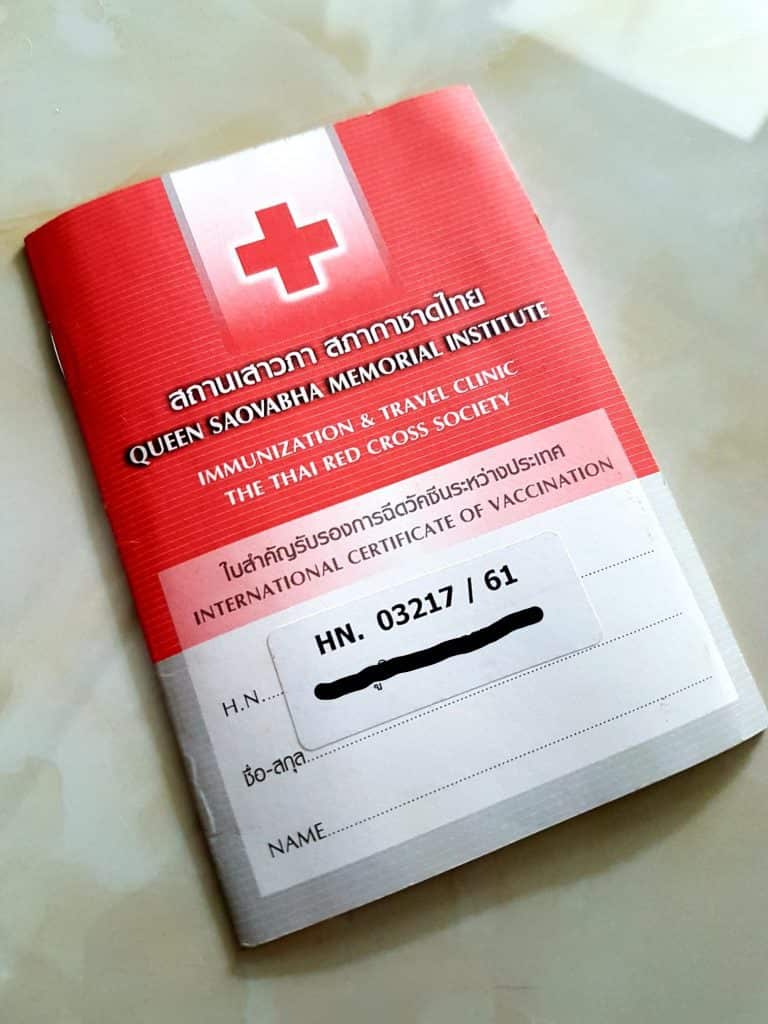 สถานเสาวภา สภากาชาดไทย
QUEEN SAOVABHA MEMORIAL INSTITUTE
IMMUNIZATION & TRAVEL CLINIC
THE THAI RED CROSS SOCIETY
ใบสำคัญรับรองการฉีดวัคซีนระหว่างประเทศ
INTERNATIONAL CERTIFICATE OF VACCINATION
HN. 03217 / 61
H.N...............
ชื่อ-สกุล...............
NAME...............